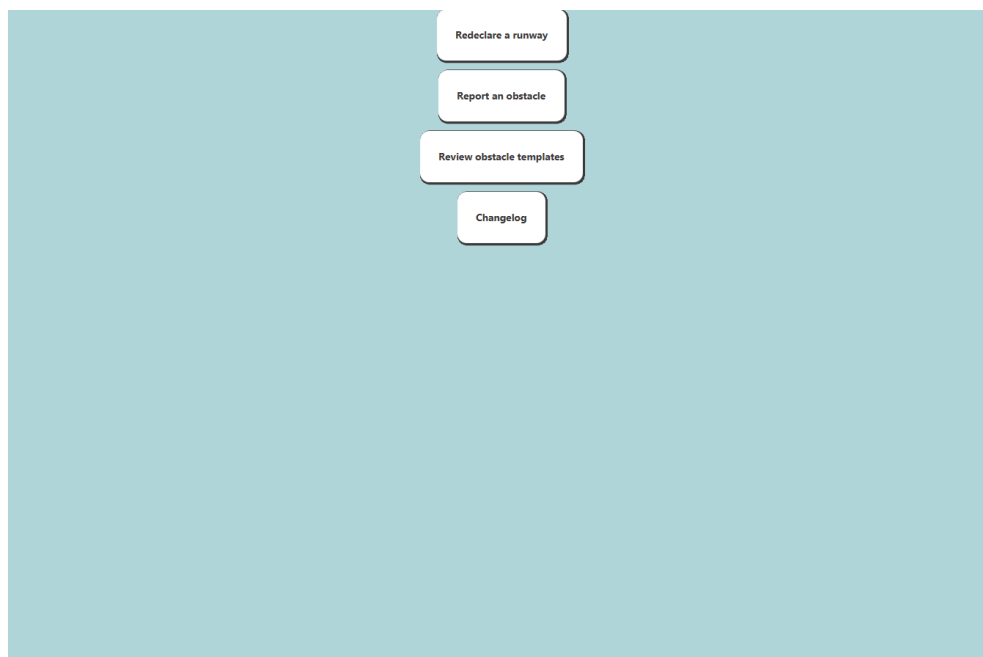 Redeclare a runway
Report an obstacle
Review obstacle templates
Changelog